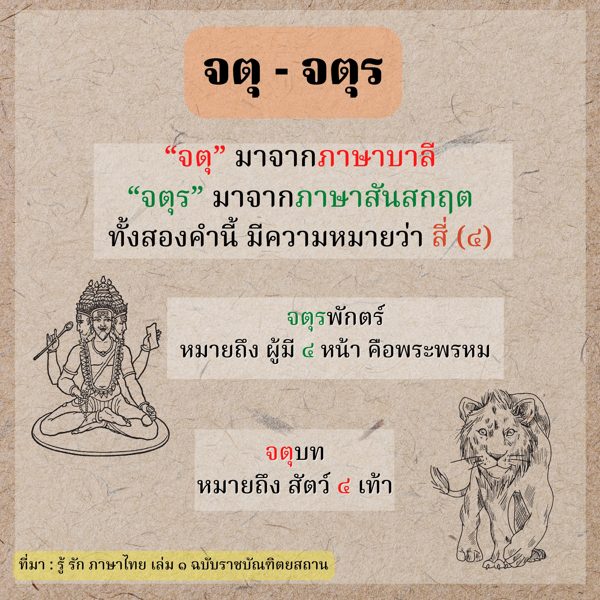 จตุ - จตุร
“จตุ” มาจากภาษาบาลี
“จตุร” มาจากภาษาสันสกฤต
ทั้งสองคำนี้ มีความหมายว่า สี่ (๔)
จตุรพักตร์
หมายถึง ผู้มี ๔ หน้า คือพระพรหม
จตุบท
หมายถึง สัตว์ ๔ เท้า
ที่มา : รู้ รัก ภาษาไทย เล่ม ๑ ฉบับราชบัณฑิตยสถาน